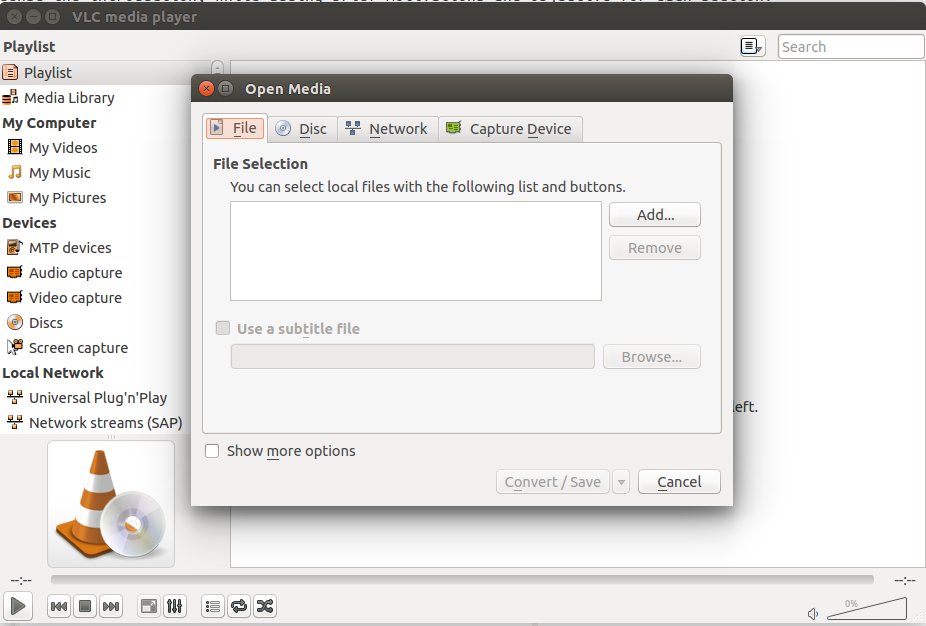 VLC media player
Playlist
Search
Playlist
Media Library
My Computer
My Videos
My Music
My Pictures
Devices
MTP devices
Audio capture
Video capture
Discs
Screen capture
Local Network
Universal Plug'n'Play
Network streams (SAP)
Open Media
File
Disc
Network
Capture Device
File Selection
You can select local files with the following list and buttons.
Add...
Remove
Use a subtitle file
Browse...
Show more options
Convert / Save
Cancel
left.
--:--
--:--
0%